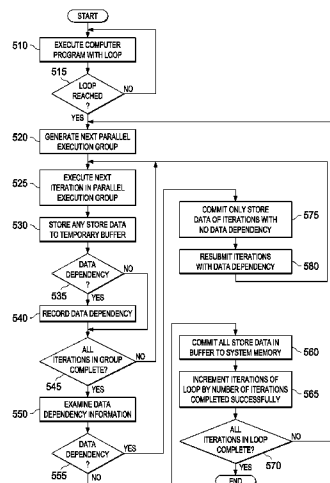 START
510
EXECUTE COMPUTER
PROGRAM WITH LOOP
515
LOOP
REACHED
?
NO
YES
520
GENERATE NEXT PARALLEL
EXECUTION GROUP
525
EXECUTE NEXT
ITERATION IN PARALLEL
EXECUTION GROUP
530
STORE ANY STORE DATA
TO TEMPORARY BUFFER
DATA
DEPENDENCY
?
535
NO
YES
540
RECORD DATA DEPENDENCY
ALL
ITERATIONS IN GROUP
COMPLETE?
545
NO
YES
550
EXAMINE DATA
DEPENDENCY INFORMATION
DATA
DEPENDENCY
?
555
YES
NO
COMMIT ONLY STORE
DATA OF ITERATIONS WITH
NO DATA DEPENDENCY
575
RESUBMIT ITERATIONS
WITH DATA DEPENDENCY
580
COMMIT ALL STORE DATA IN
BUFFER TO SYSTEM MEMORY
560
INCREMENT ITERATIONS OF
LOOP BY NUMBER OF ITERATIONS
COMPLETED SUCCESSFULLY
565
ALL
ITERATIONS IN LOOP
COMPLETE?
570
NO
YES
END